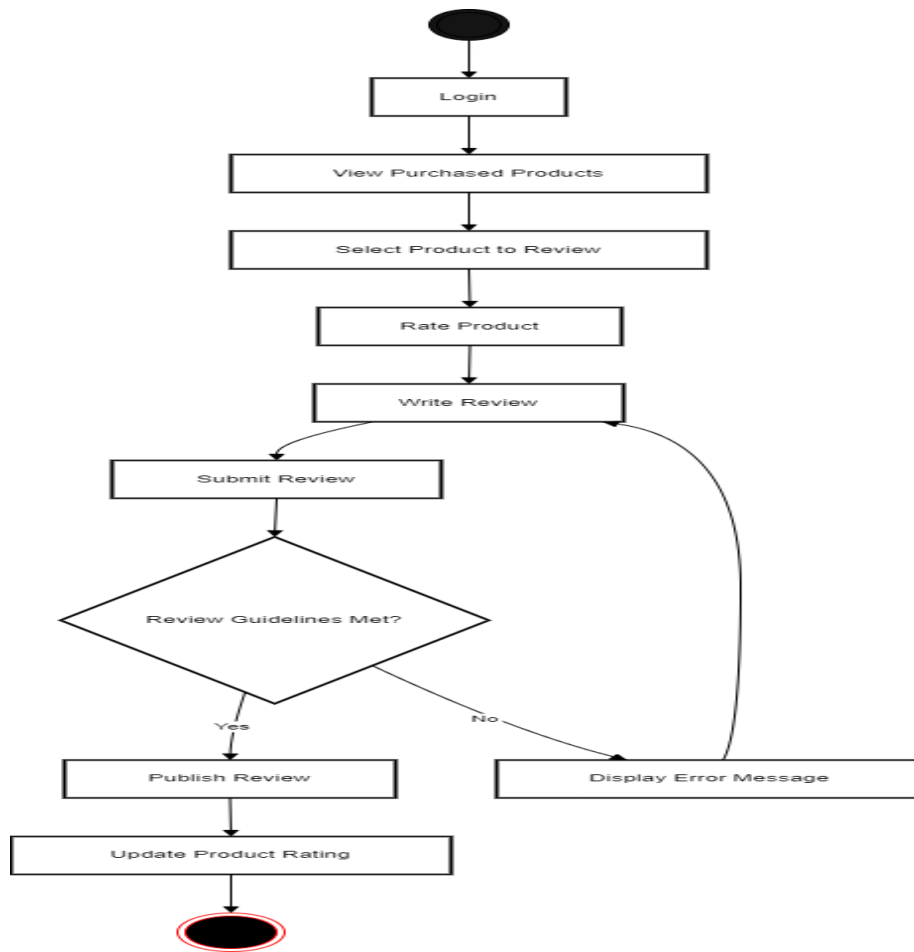 Login
View Purchased Products
Select Product to Review
Rate Product
Write Review
Submit Review
Review Guidelines Met?
Yes
No
Publish Review
Display Error Message
Update Product Rating